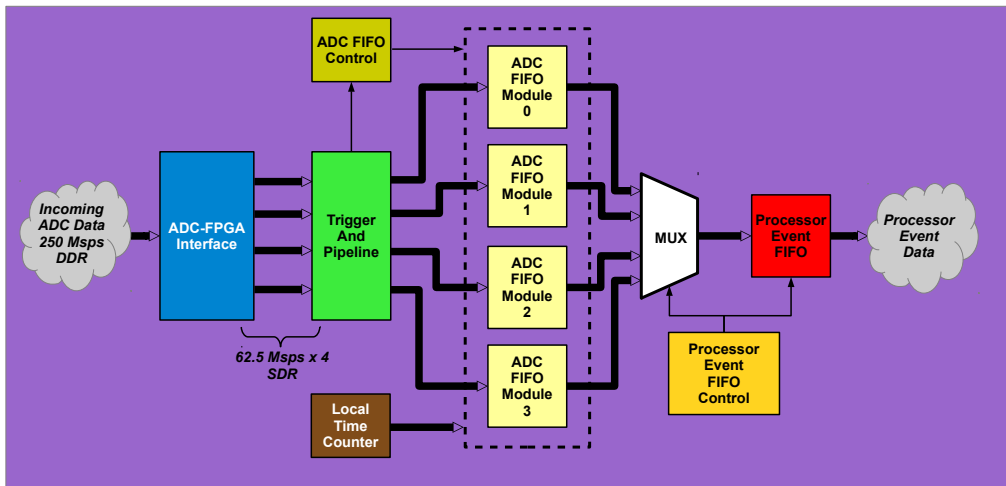 ADC FIFO
Control
ADC
FIFO
Module
0
Incoming
ADC Data
250 Msps
DDR
ADC-FPGA
Interface
Trigger
And
Pipeline
ADC
FIFO
Module
1
MUX
Processor
Event
FIFO
Processor
Event
Data
ADC
FIFO
Module
2
62.5 Msps x 4
SDR
ADC
FIFO
Module
3
Processor
Event
FIFO
Control
Local
Time
Counter